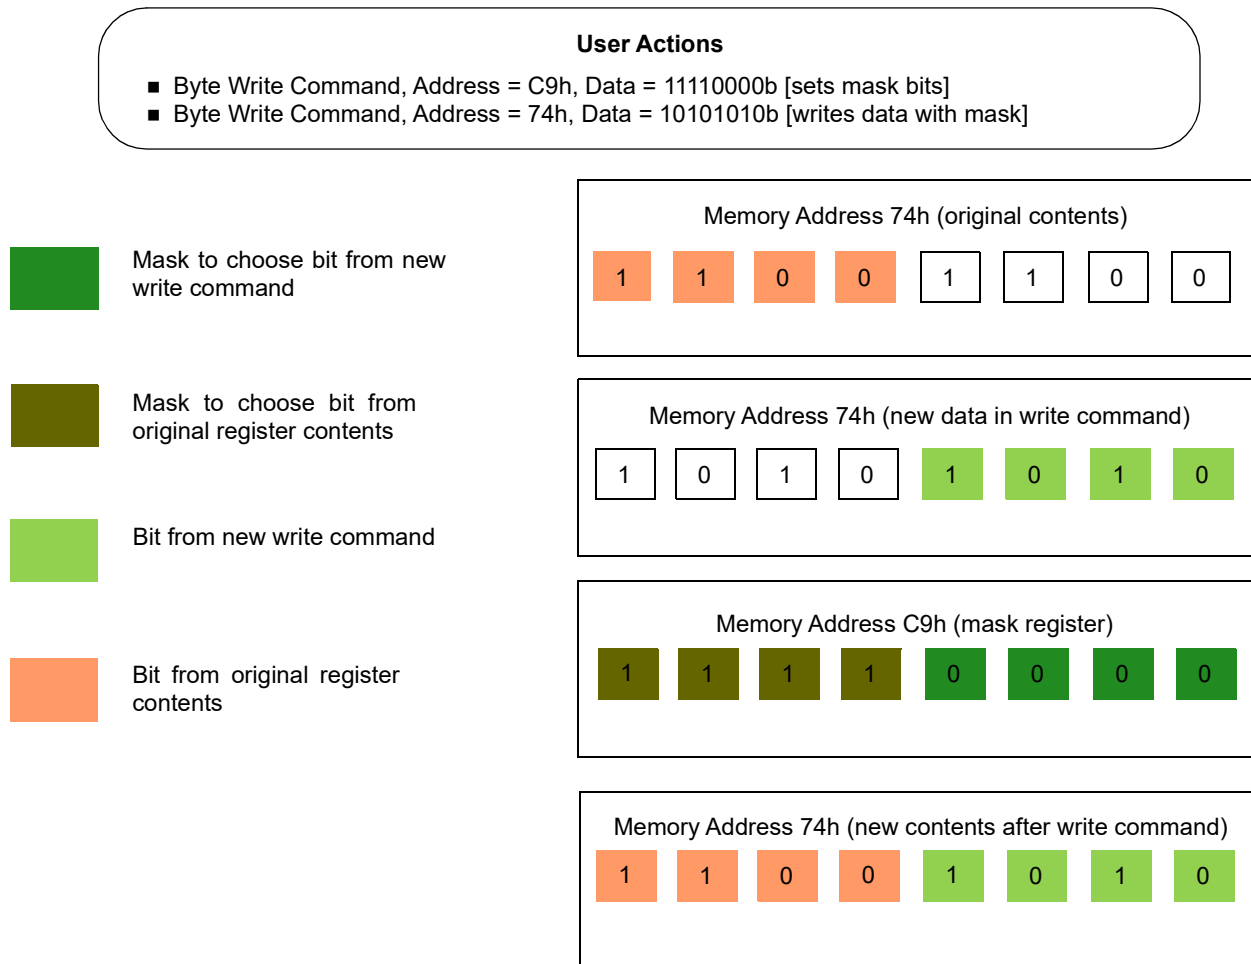 User Actions
■ Byte Write Command, Address = C9h, Data = 11110000b [sets mask bits]
■ Byte Write Command, Address = 74h, Data = 10101010b [writes data with mask]
Mask to choose bit from new
write command
Mask to choose bit from
original register contents
Bit from new write command
Bit from original register
contents
Memory Address 74h (original contents)
1 1 0 0 1 1 0 0
Memory Address 74h (new data in write command)
1 0 1 0 1 0 1 0
Memory Address C9h (mask register)
1 1 1 1 0 0 0 0
Memory Address 74h (new contents after write command)
1 1 0 0 1 0 1 0